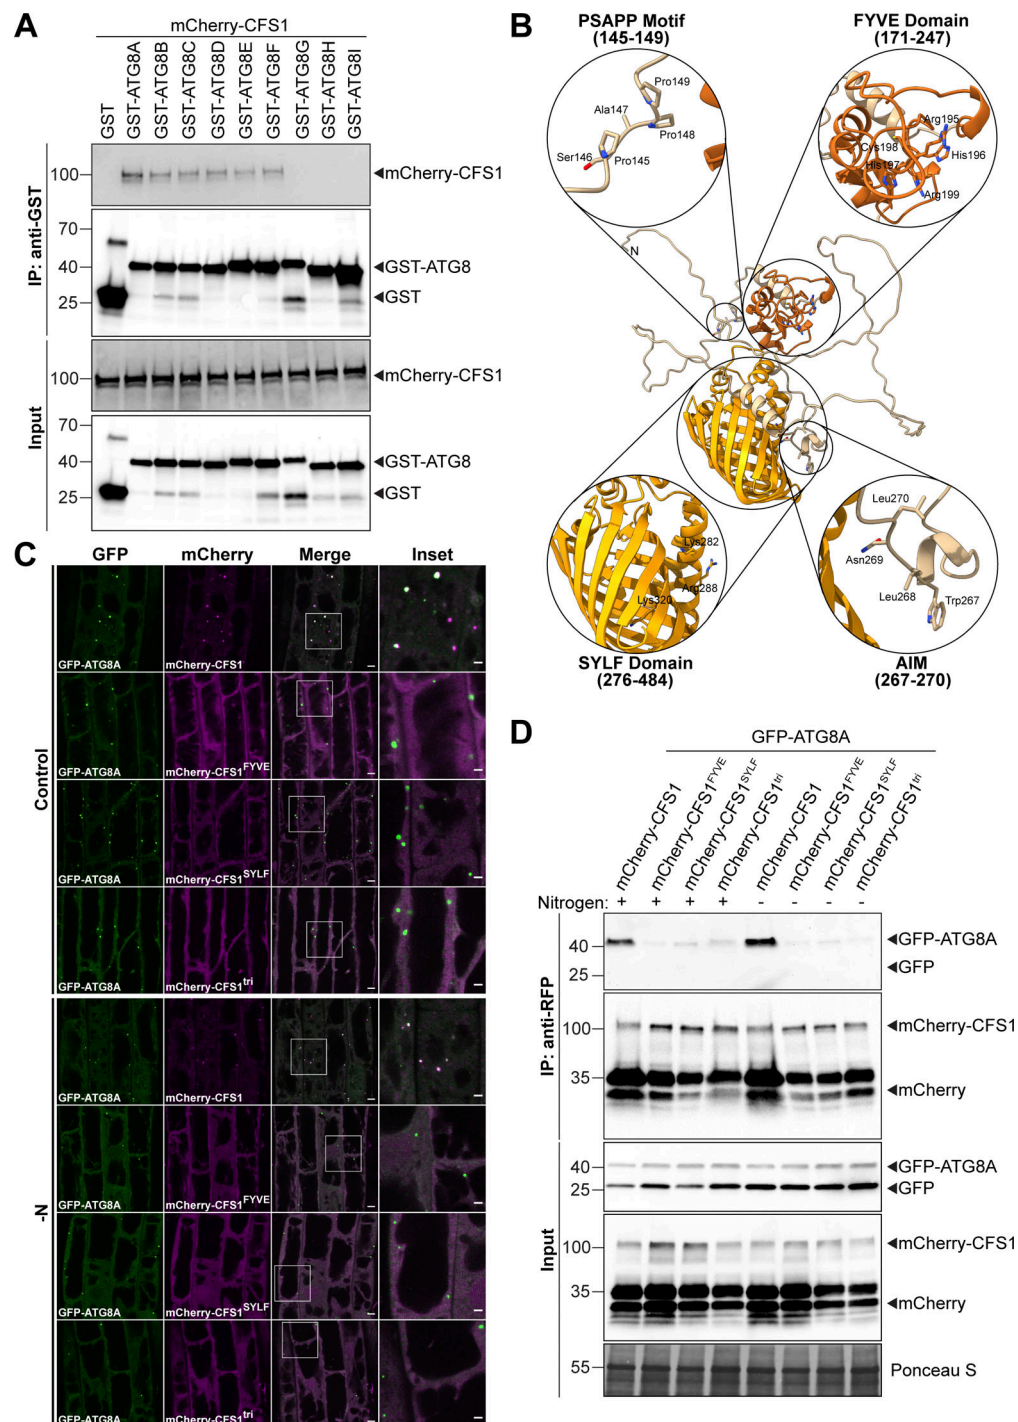 A
mCherry-CFS1
GST
GST-ATG8A
GST-ATG8B
GST-ATG8C
GST-ATG8D
GST-ATG8E
GST-ATG8F
GST-ATG8G
GST-ATG8H
GST-ATG8I
IP: anti-GST
100
mCherry-CFS1
70
40
GST-ATG8
25
GST
Input
100
mCherry-CFS1
70
40
GST-ATG8
25
GST
B
PSAPP Motif
(145-149)
FYVE Domain
(171-247)
Pro149
Ala147
Pro148
Ser146
Pro145
Arg195
Cys198
His196
His197
Arg199
N
Lys282
Arg288
Lys320
Leu270
Asn269
Leu268
Trp267
SYLF Domain
(276-484)
AIM
(267-270)
C
GFP mCherry Merge Inset
Control
GFP-ATG8A mCherry-CFS1
GFP-ATG8A mCherry-CFS1FYVE
GFP-ATG8A mCherry-CFS1SYLF
GFP-ATG8A mCherry-CFS1tri
-N
GFP-ATG8A mCherry-CFS1
GFP-ATG8A mCherry-CFS1FYVE
GFP-ATG8A mCherry-CFS1SYLF
GFP-ATG8A mCherry-CFS1tri
D
GFP-ATG8A
mCherry-CFS1
mCherry-CFS1FYVE
mCherry-CFS1SYLF
mCherry-CFS1tri
mCherry-CFS1
mCherry-CFS1FYVE
mCherry-CFS1SYLF
mCherry-CFS1tri
Nitrogen: + + + + - - - -
IP: anti-RFP
40
GFP-ATG8A
25
GFP
100
mCherry-CFS1
35
mCherry
Input
40
GFP-ATG8A
25
GFP
100
mCherry-CFS1
35
mCherry
55
Ponceau S